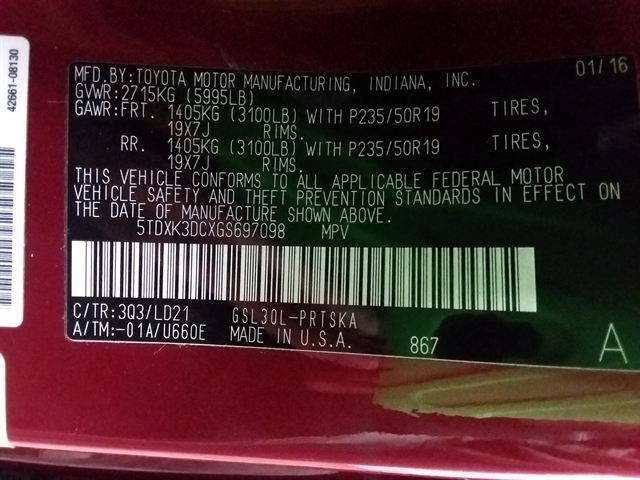 42661-08130
MFD.BY:TOYOTA MOTOR MANUFACTURING, INDIANA, INC. 01/16
GVWR:2715KG (5995LB)
GAWR:FRT. 1405KG (3100LB) WITH P235/50R19 TIRES,
19X7J RIMS.
RR. 1405KG (3100LB) WITH P235/50R19 TIRES,
19X7J RIMS.
THIS VEHICLE CONFORMS TO ALL APPLICABLE FEDERAL MOTOR
VEHICLE SAFETY AND THEFT PREVENTION STANDARDS IN EFFECT ON
THE DATE OF MANUFACTURE SHOWN ABOVE.
5TDXK3DCXGS697098 MPV
C/TR:3Q3/LD21 GSL30L-PRTSKA
A/TM:-01A/U660E MADE IN U.S.A. 867 A